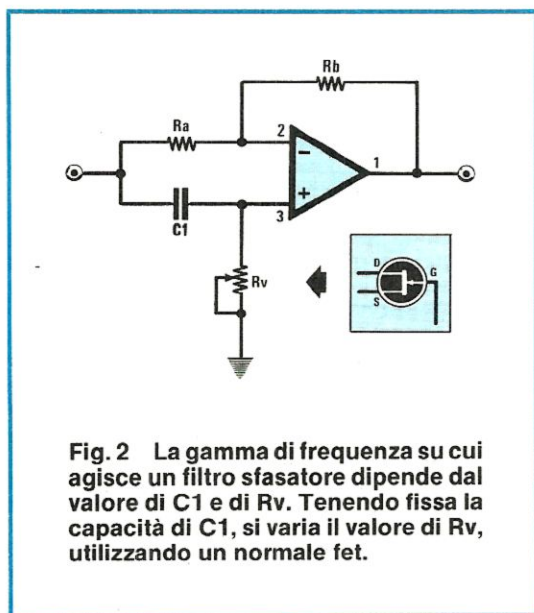 Rb
Ra
2
1
3
C1
Rv
D
G
S
Fig. 2 La gamma di frequenza su cui
agisce un filtro sfasatore dipende dal
valore di C1 e di Rv. Tenendo fissa la
capacità di C1, si varia il valore di Rv,
utilizzando un normale fet.